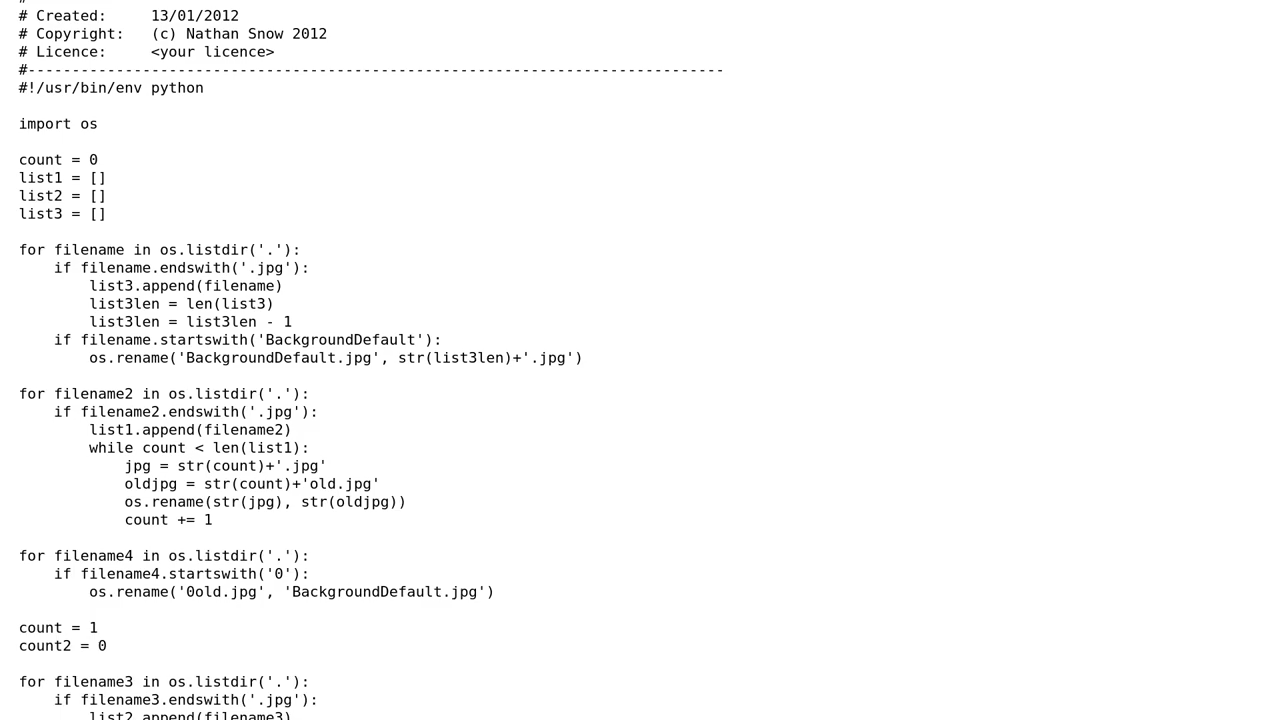 #
# Created:     13/01/2012
# Copyright:   (c) Nathan Snow 2012
# Licence:     <your licence>
#-------------------------------------------------------------------------------
#!/usr/bin/env python

import os

count = 0
list1 = []
list2 = []
list3 = []

for filename in os.listdir('.'):
    if filename.endswith('.jpg'):
        list3.append(filename)
        list3len = len(list3)
        list3len = list3len - 1
    if filename.startswith('BackgroundDefault'):
        os.rename('BackgroundDefault.jpg', str(list3len)+'.jpg')

for filename2 in os.listdir('.'):
    if filename2.endswith('.jpg'):
        list1.append(filename2)
        while count < len(list1):
            jpg = str(count)+'.jpg'
            oldjpg = str(count)+'old.jpg'
            os.rename(str(jpg), str(oldjpg))
            count += 1

for filename4 in os.listdir('.'):
    if filename4.startswith('0'):
        os.rename('0old.jpg', 'BackgroundDefault.jpg')

count = 1
count2 = 0

for filename3 in os.listdir('.'):
    if filename3.endswith('.jpg'):
        list2.append(filename3)